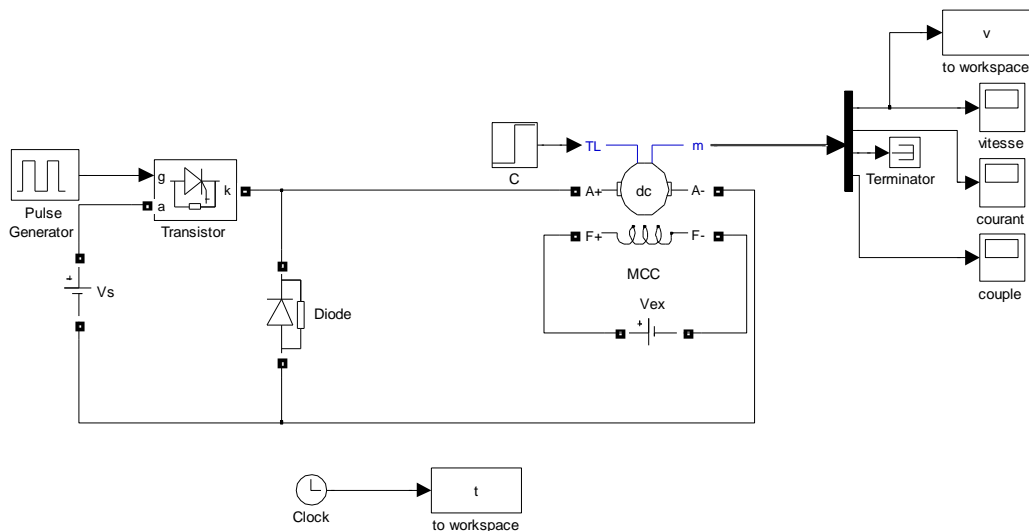 v
to workspace
vitesse
TL
m
C
g
k
a
A+
dc
A-
Terminator
Pulse
Generator
Transistor
courant
F+
F-
MCC
couple
+
Vs
Diode
Vex
+
t
Clock
to workspace